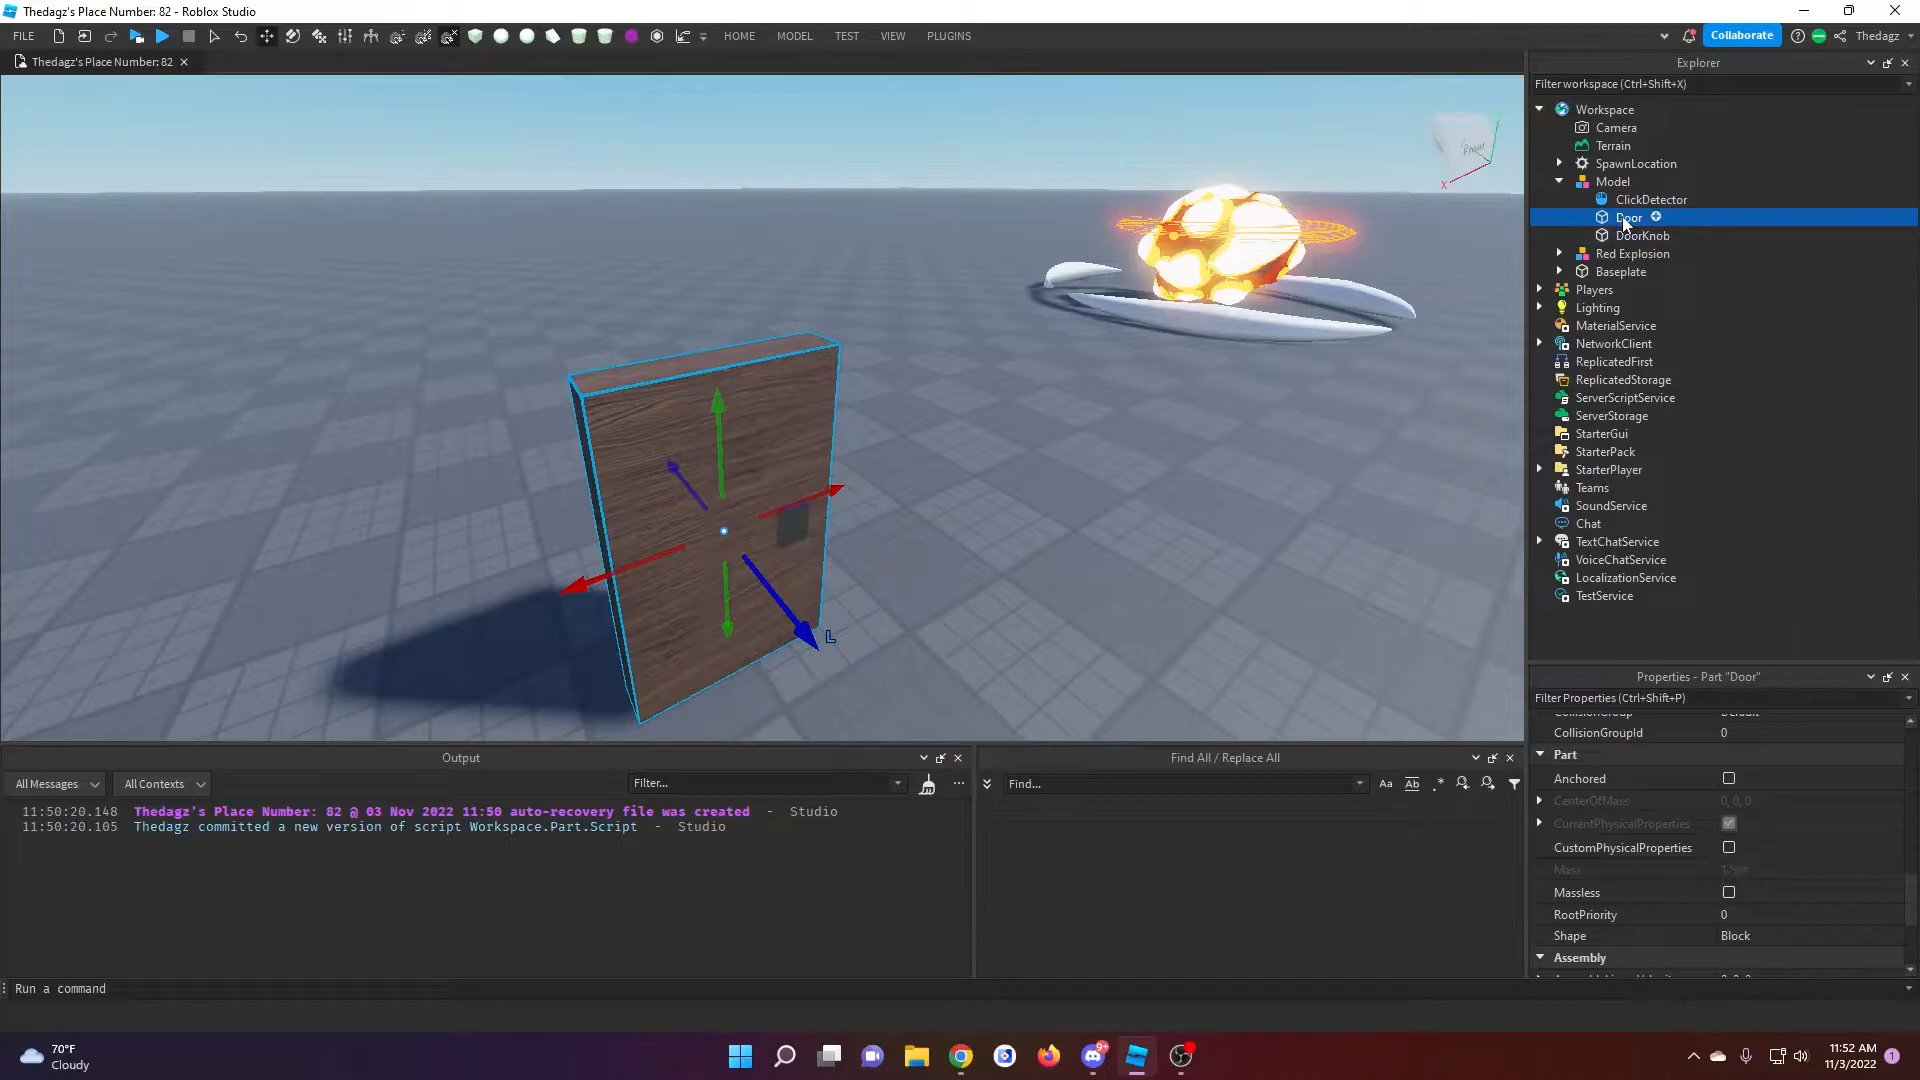 Thedagz's Place Number: 82 - Roblox Studio
FILE HOME MODEL TEST VIEW PLUGINS Collaborate Thedagz
Thedagz's Place Number: 82
Front
X
L
Explorer
Filter workspace (Ctrl+Shift+X)
Workspace
Camera
Terrain
SpawnLocation
Model
ClickDetector
Door
DoorKnob
Red Explosion
Baseplate
Players
Lighting
MaterialService
NetworkClient
ReplicatedFirst
ReplicatedStorage
ServerScriptService
ServerStorage
StarterGui
StarterPack
StarterPlayer
Teams
SoundService
Chat
TextChatService
VoiceChatService
LocalizationService
TestService
Properties - Part "Door"
Filter Properties (Ctrl+Shift+P)
CollisionGroup Default
CollisionGroupId 0
Part
Anchored
CenterOfMass 0, 0, 0
CurrentPhysicalProperties
CustomPhysicalProperties
Mass
Massless
RootPriority 0
Shape Block
Assembly
Output
All Messages All Contexts Filter...
11:50:20.148 Thedagz's Place Number: 82 @ 03 Nov 2022 11:50 auto-recovery file was created - Studio
11:50:20.105 Thedagz committed a new version of script Workspace.Part.Script - Studio
Find All / Replace All
Find... Aa Ab .*
Run a command
70°F
Cloudy
9+
11:52 AM
11/3/2022
1